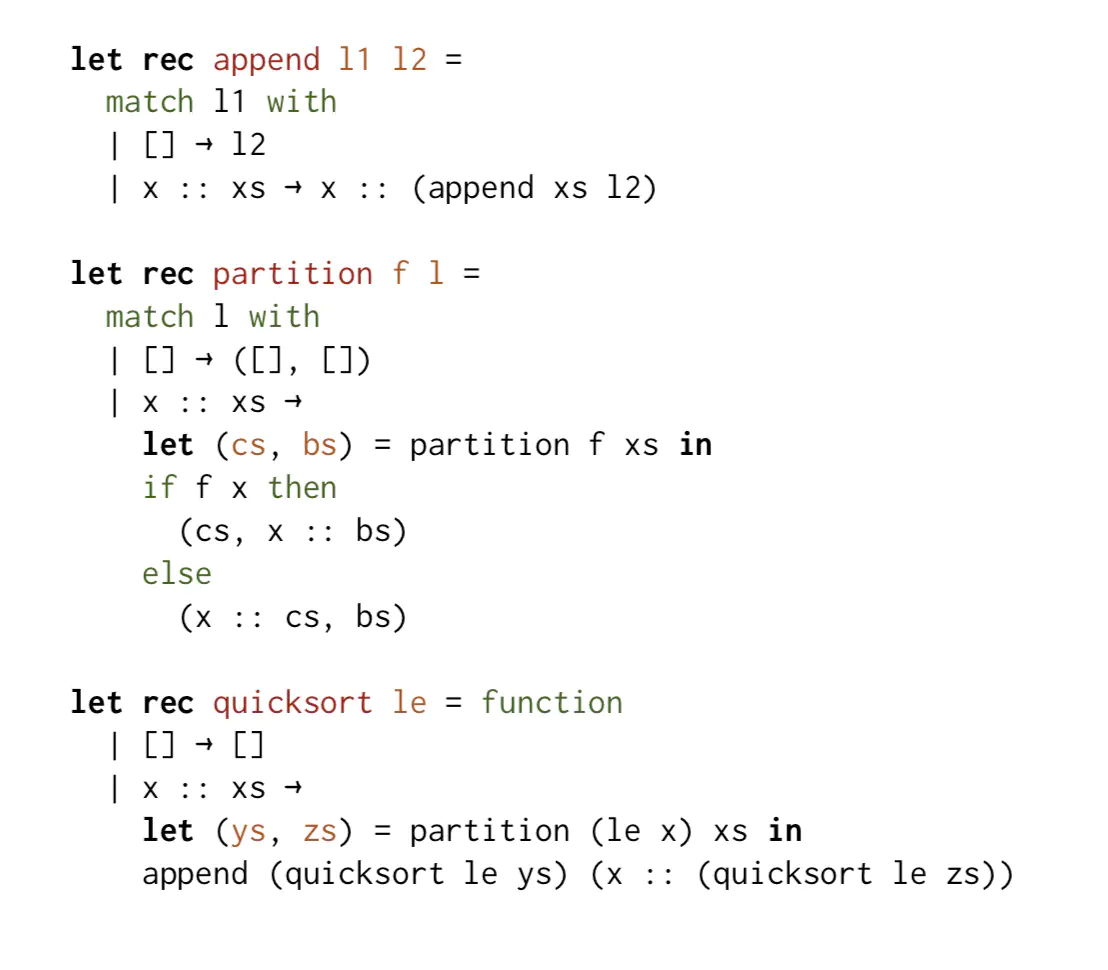 let rec append l1 l2 =
  match l1 with
  | [] → l2
  | x :: xs → x :: (append xs l2)

let rec partition f l =
  match l with
  | [] → ([], [])
  | x :: xs →
    let (cs, bs) = partition f xs in
    if f x then
      (cs, x :: bs)
    else
      (x :: cs, bs)

let rec quicksort le = function
  | [] → []
  | x :: xs →
    let (ys, zs) = partition (le x) xs in
    append (quicksort le ys) (x :: (quicksort le zs))